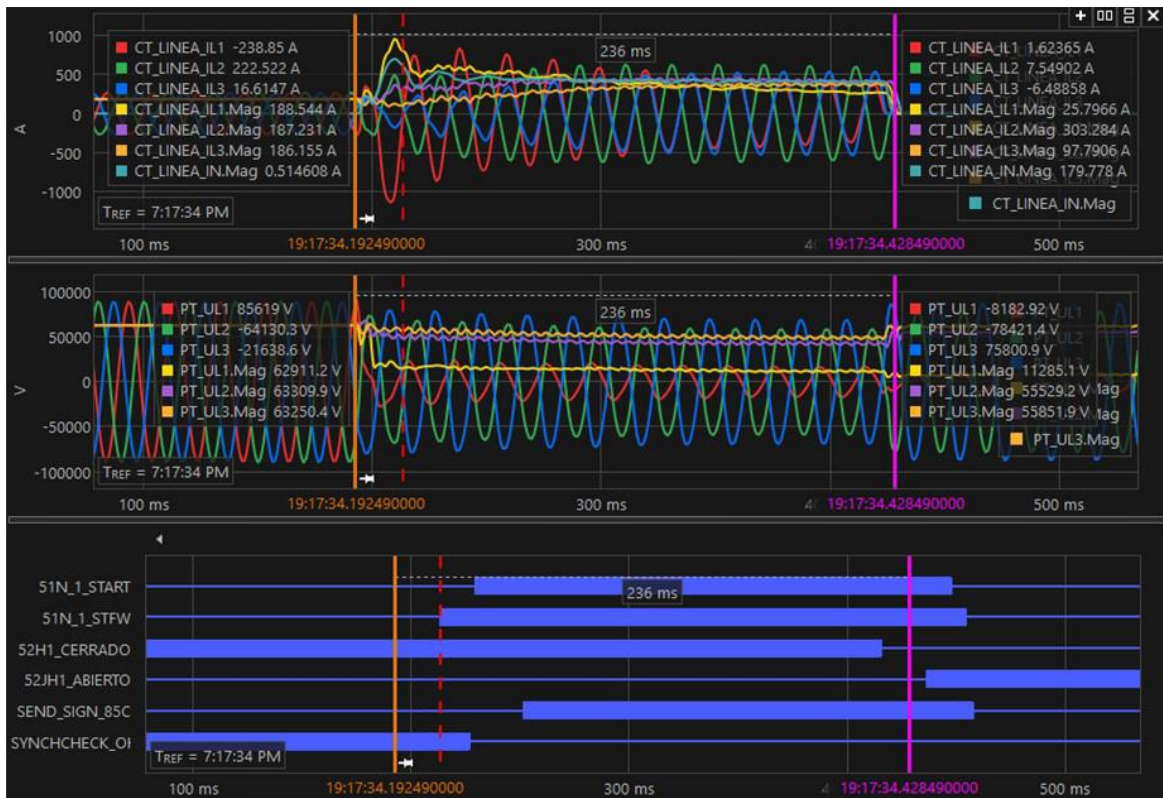 1000
500
0
-500
-1000
A
CT_LINEA_IL1 -238.85 A
CT_LINEA_IL2 222.522 A
CT_LINEA_IL3 16.6147 A
CT_LINEA_IL1.Mag 188.544 A
CT_LINEA_IL2.Mag 187.231 A
CT_LINEA_IL3.Mag 186.155 A
CT_LINEA_IN.Mag 0.514608 A
236 ms
CT_LINEA_IL1 1.62365 A
CT_LINEA_IL2 7.54902 A
CT_LINEA_IL3 -6.48858 A
CT_LINEA_IL1.Mag 25.7966 A
CT_LINEA_IL2.Mag 303.284 A
CT_LINEA_IL3.Mag 97.7906 A
CT_LINEA_IN.Mag 179.778 A
CT_LINEA_IN.Mag
TREF = 7:17:34 PM
100 ms 19:17:34.192490000 300 ms 4 19:17:34.428490000 500 ms
100000
50000
0
-50000
-100000
V
PT_UL1 85619 V
PT_UL2 -64130.3 V
PT_UL3 -21638.6 V
PT_UL1.Mag 62911.2 V
PT_UL2.Mag 63309.9 V
PT_UL3.Mag 63250.4 V
236 ms
PT_UL1 -8182.92 V
PT_UL2 -78421.4 V
PT_UL3 75800.9 V
PT_UL1.Mag 11285.1 V
PT_UL2.Mag 55529.2 V
PT_UL3.Mag 55851.9 V
PT_UL3.Mag
TREF = 7:17:34 PM
100 ms 19:17:34.192490000 300 ms 4 19:17:34.428490000 500 ms
51N_1_START
236 ms
51N_1_STFW
52H1_CERRADO
52JH1_ABIERTO
SEND_SIGN_85C
SYNCHCHECK_O
TREF = 7:17:34 PM
100 ms 19:17:34.192490000 300 ms 4 19:17:34.428490000 500 ms